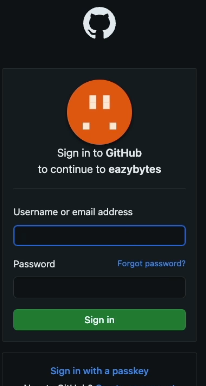 Sign in to GitHub
to continue to eazybytes
Username or email address
Password Forgot password?
Sign in
Sign in with a passkey